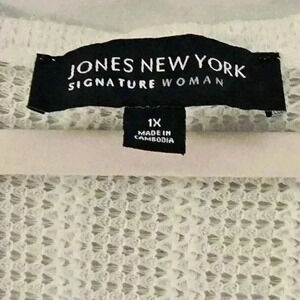 JONES NEW YORK
SIGNATURE WOMAN
1X
MADE IN
CAMBODIA